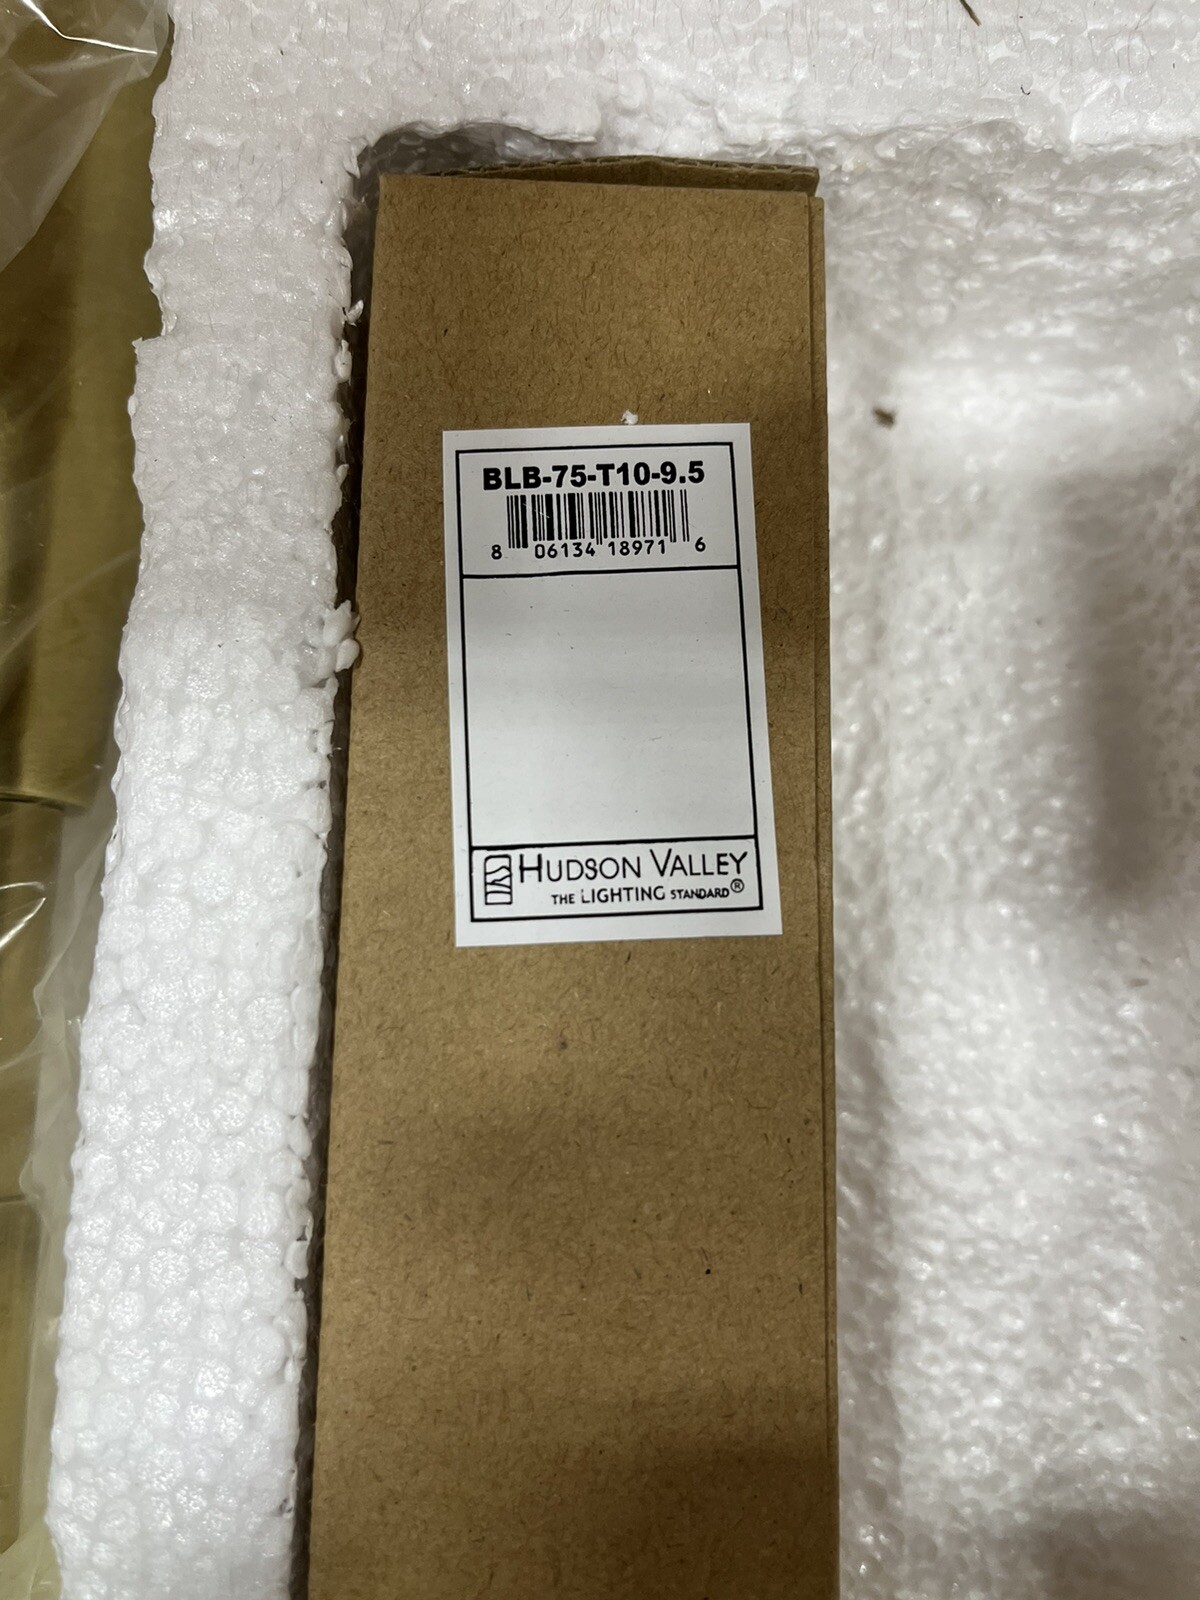 BLB-75-T10-9.5
8 06134 18971 6
HUDSON VALLEY
THE LIGHTING STANDARD®